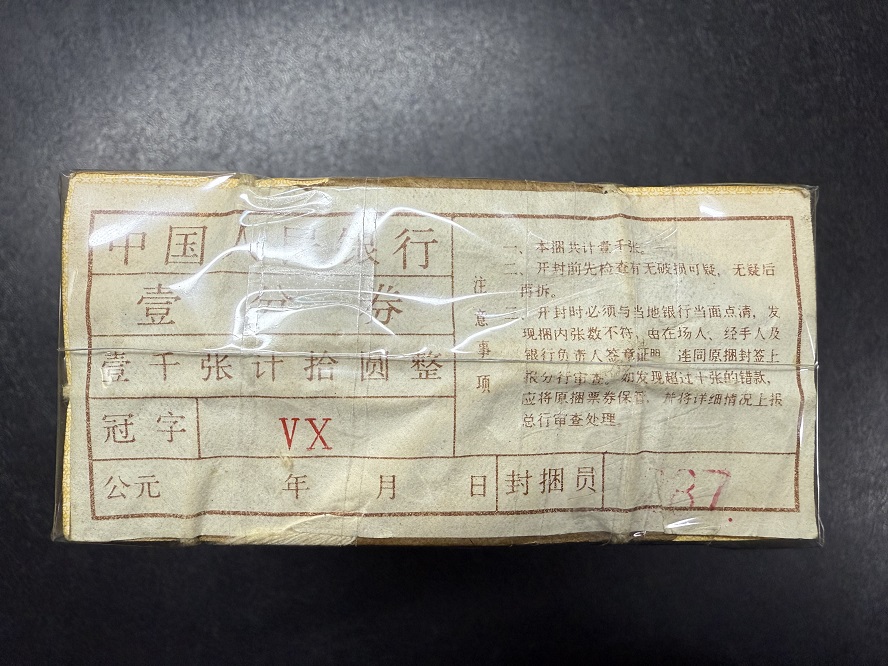 中国人民银行
壹分券
壹千张计拾圆整
冠字 VX
公元 年 月 日 封捆员 37
注意事项
一、本捆共计壹千张。
二、开封前先检查有无破损可疑，无疑后
再拆。
三、开封时必须与当地银行当面点清，发
现捆内张数不符，由在场人、经手人及
银行负责人签章证明，连同原捆封签上
报分行审查。如发现超过十张的错款，
应将原捆票券保管，并将详细情况上报
总行审查处理。